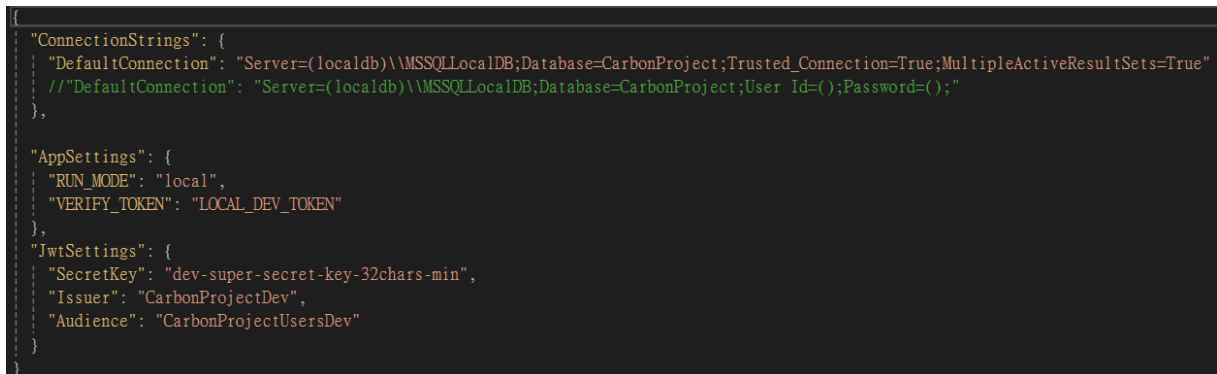 {
"ConnectionStrings": {
"DefaultConnection": "Server=(localdb)\\MSSQLLocalDB;Database=CarbonProject;Trusted_Connection=True;MultipleActiveResultSets=True"
//"DefaultConnection": "Server=(localdb)\\MSSQLLocalDB;Database=CarbonProject;User Id=();Password=();"
},
"AppSettings": {
"RUN_MODE": "local",
"VERIFY_TOKEN": "LOCAL_DEV_TOKEN"
},
"JwtSettings": {
"SecretKey": "dev-super-secret-key-32chars-min",
"Issuer": "CarbonProjectDev",
"Audience": "CarbonProjectUsersDev"
}
}